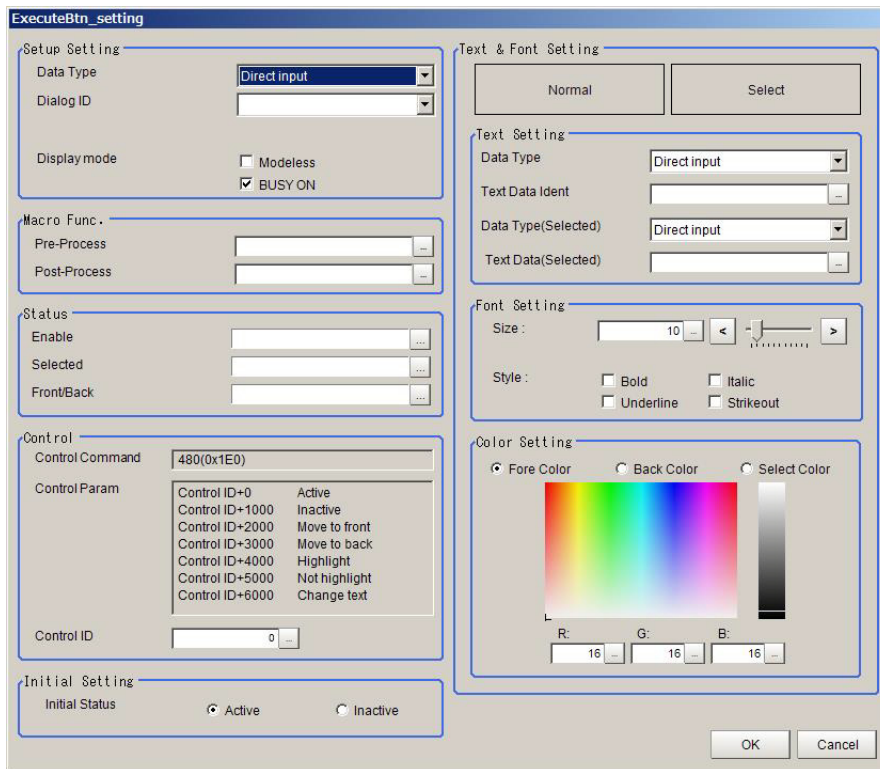 ExecuteBtn_setting
Setup Setting
Data Type
Direct input
Dialog ID
Display mode
Modeless
BUSY ON
Macro Func.
Pre-Process
...
Post-Process
...
Status
Enable
...
Selected
...
Front/Back
...
Control
Control Command
480(0x1E0)
Control Param
Control ID+0 Active
Control ID+1000 Inactive
Control ID+2000 Move to front
Control ID+3000 Move to back
Control ID+4000 Highlight
Control ID+5000 Not highlight
Control ID+6000 Change text
Control ID
0 ...
Initial Setting
Initial Status
Active Inactive
Text & Font Setting
Normal Select
Text Setting
Data Type
Direct input
Text Data Ident
...
Data Type(Selected)
Direct input
Text Data(Selected)
...
Font Setting
Size :
10 ... < >
Style :
Bold Italic
Underline Strikeout
Color Setting
Fore Color Back Color Select Color
R: G: B:
16 ... 16 ... 16 ...
OK Cancel